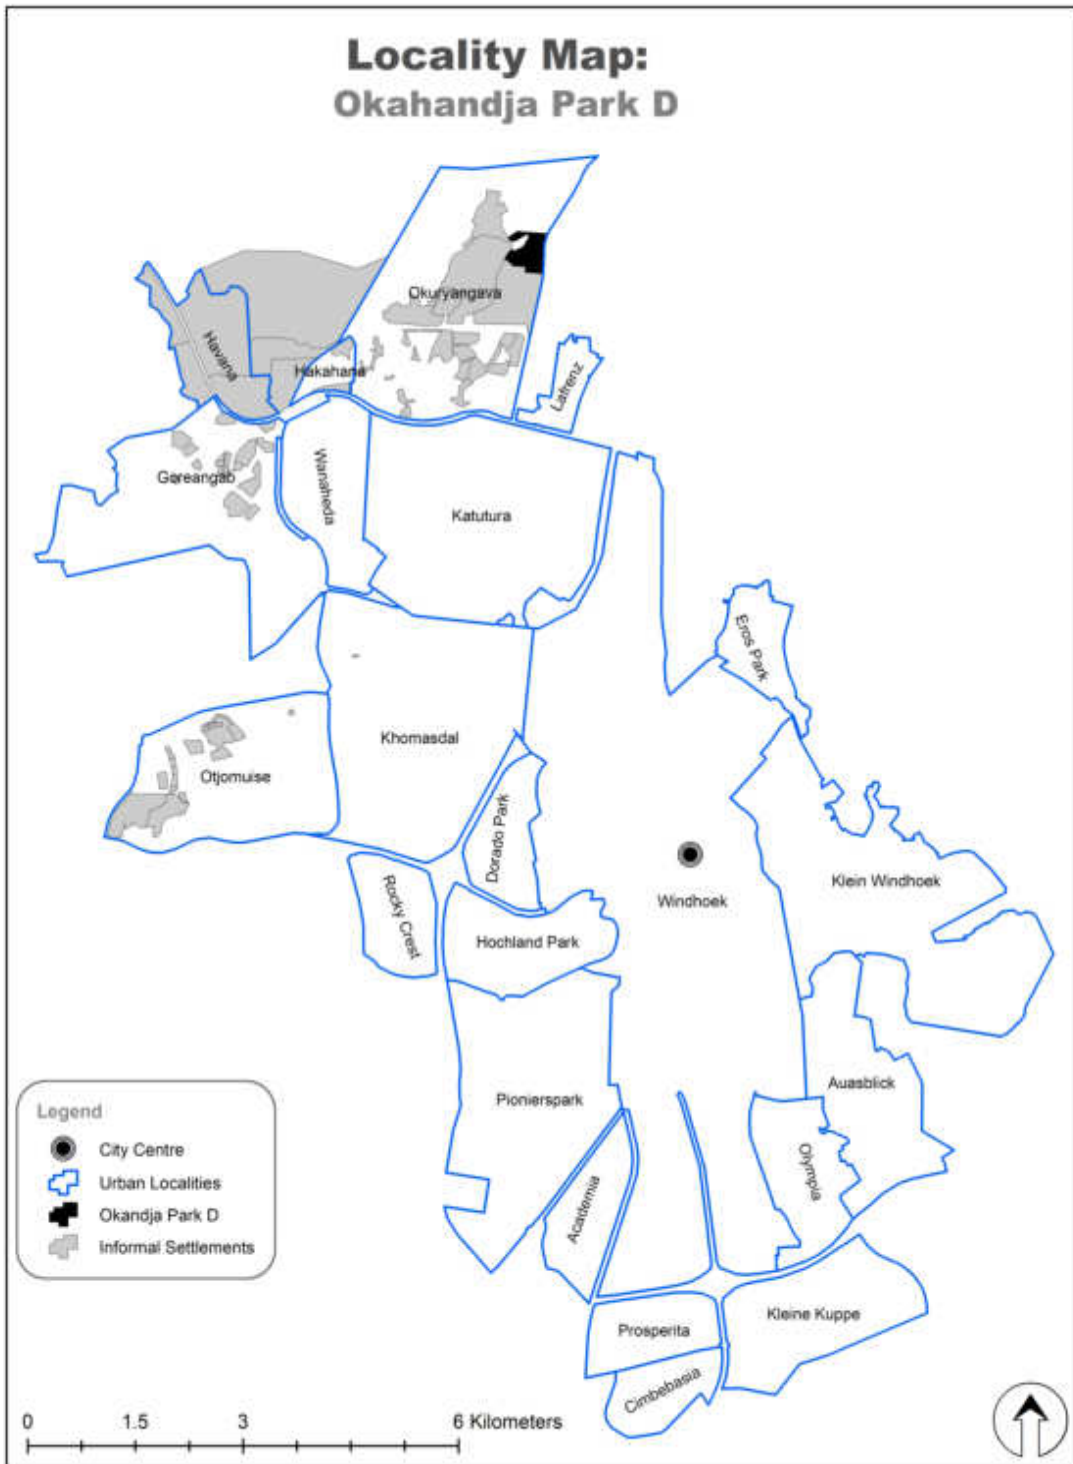 Locality Map:
Okahandja Park D
Okuryangava
Havana
Hakahana
Lafrenz
Goreangab
Wanaheda
Katutura
Eros Park
Khomasdal
Otjomuise
Dorado Park
Rocky Crest
Windhoek
Klein Windhoek
Hochland Park
Auasblick
Pionierspark
Olympia
Academia
Kleine Kuppe
Prosperita
Cimbebasia
Legend
City Centre
Urban Localities
Okandja Park D
Informal Settlements
0 1.5 3 6 Kilometers